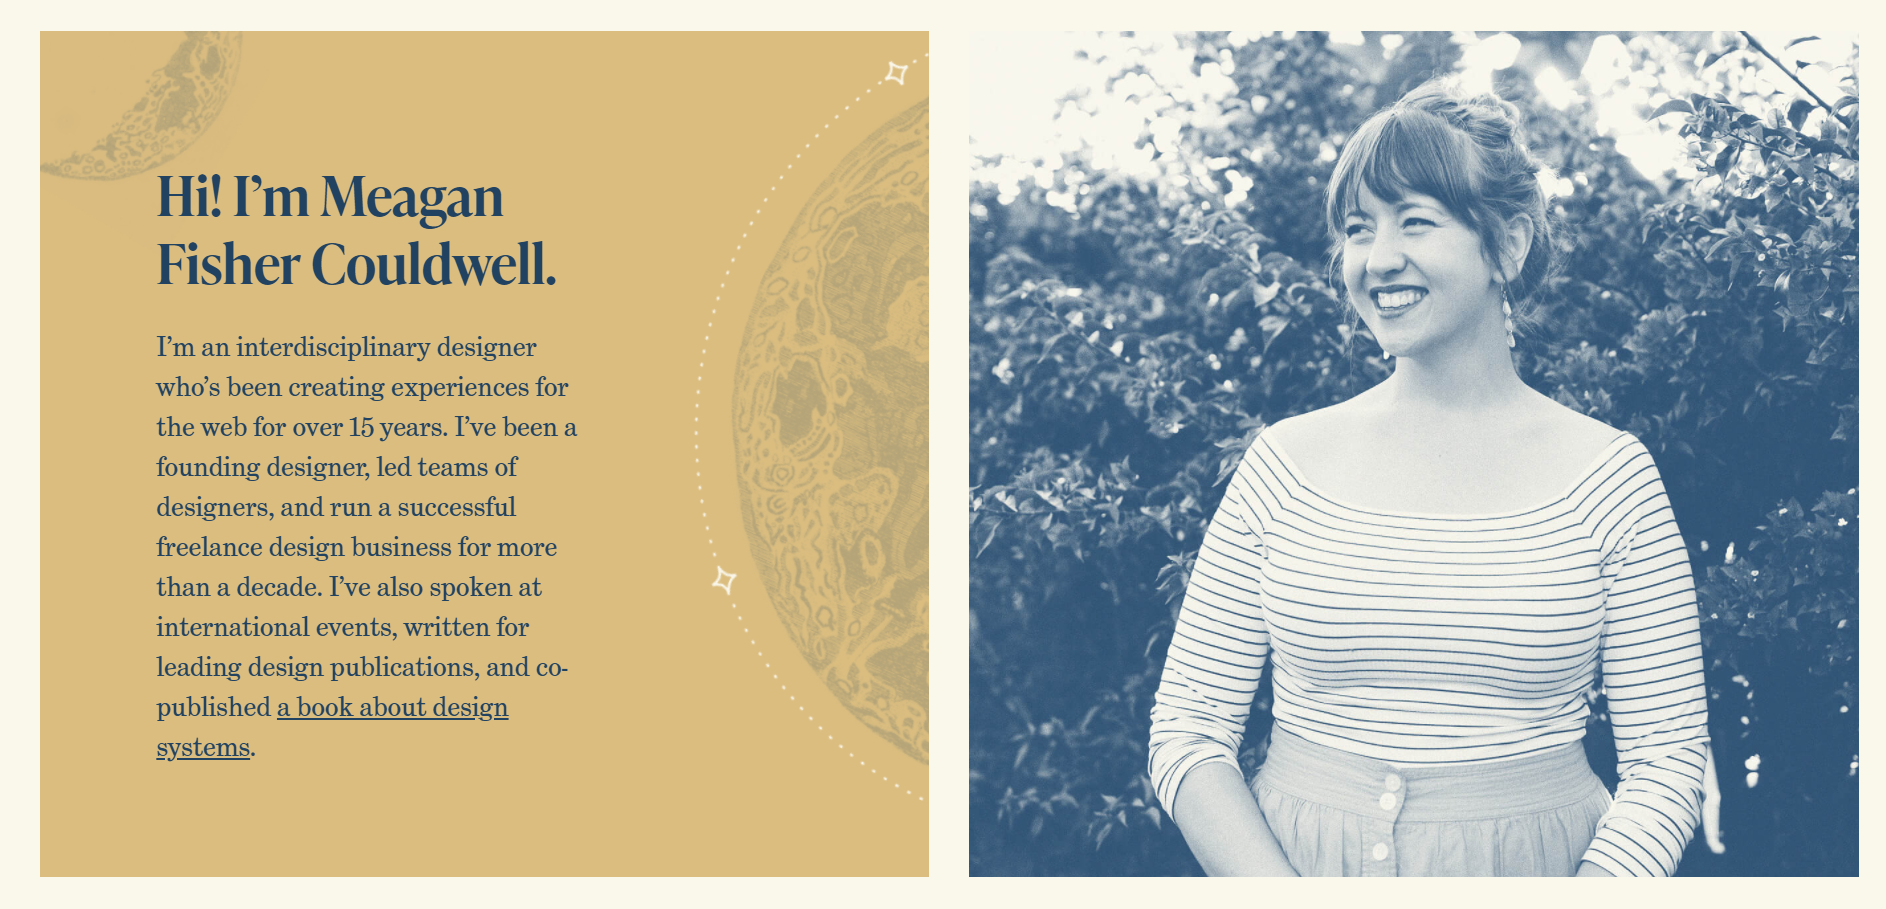 Hi! I’m Meagan
Fisher Couldwell.
I’m an interdisciplinary designer
who’s been creating experiences for
the web for over 15 years. I’ve been a
founding designer, led teams of
designers, and run a successful
freelance design business for more
than a decade. I’ve also spoken at
international events, written for
leading design publications, and co-
published a book about design
systems.